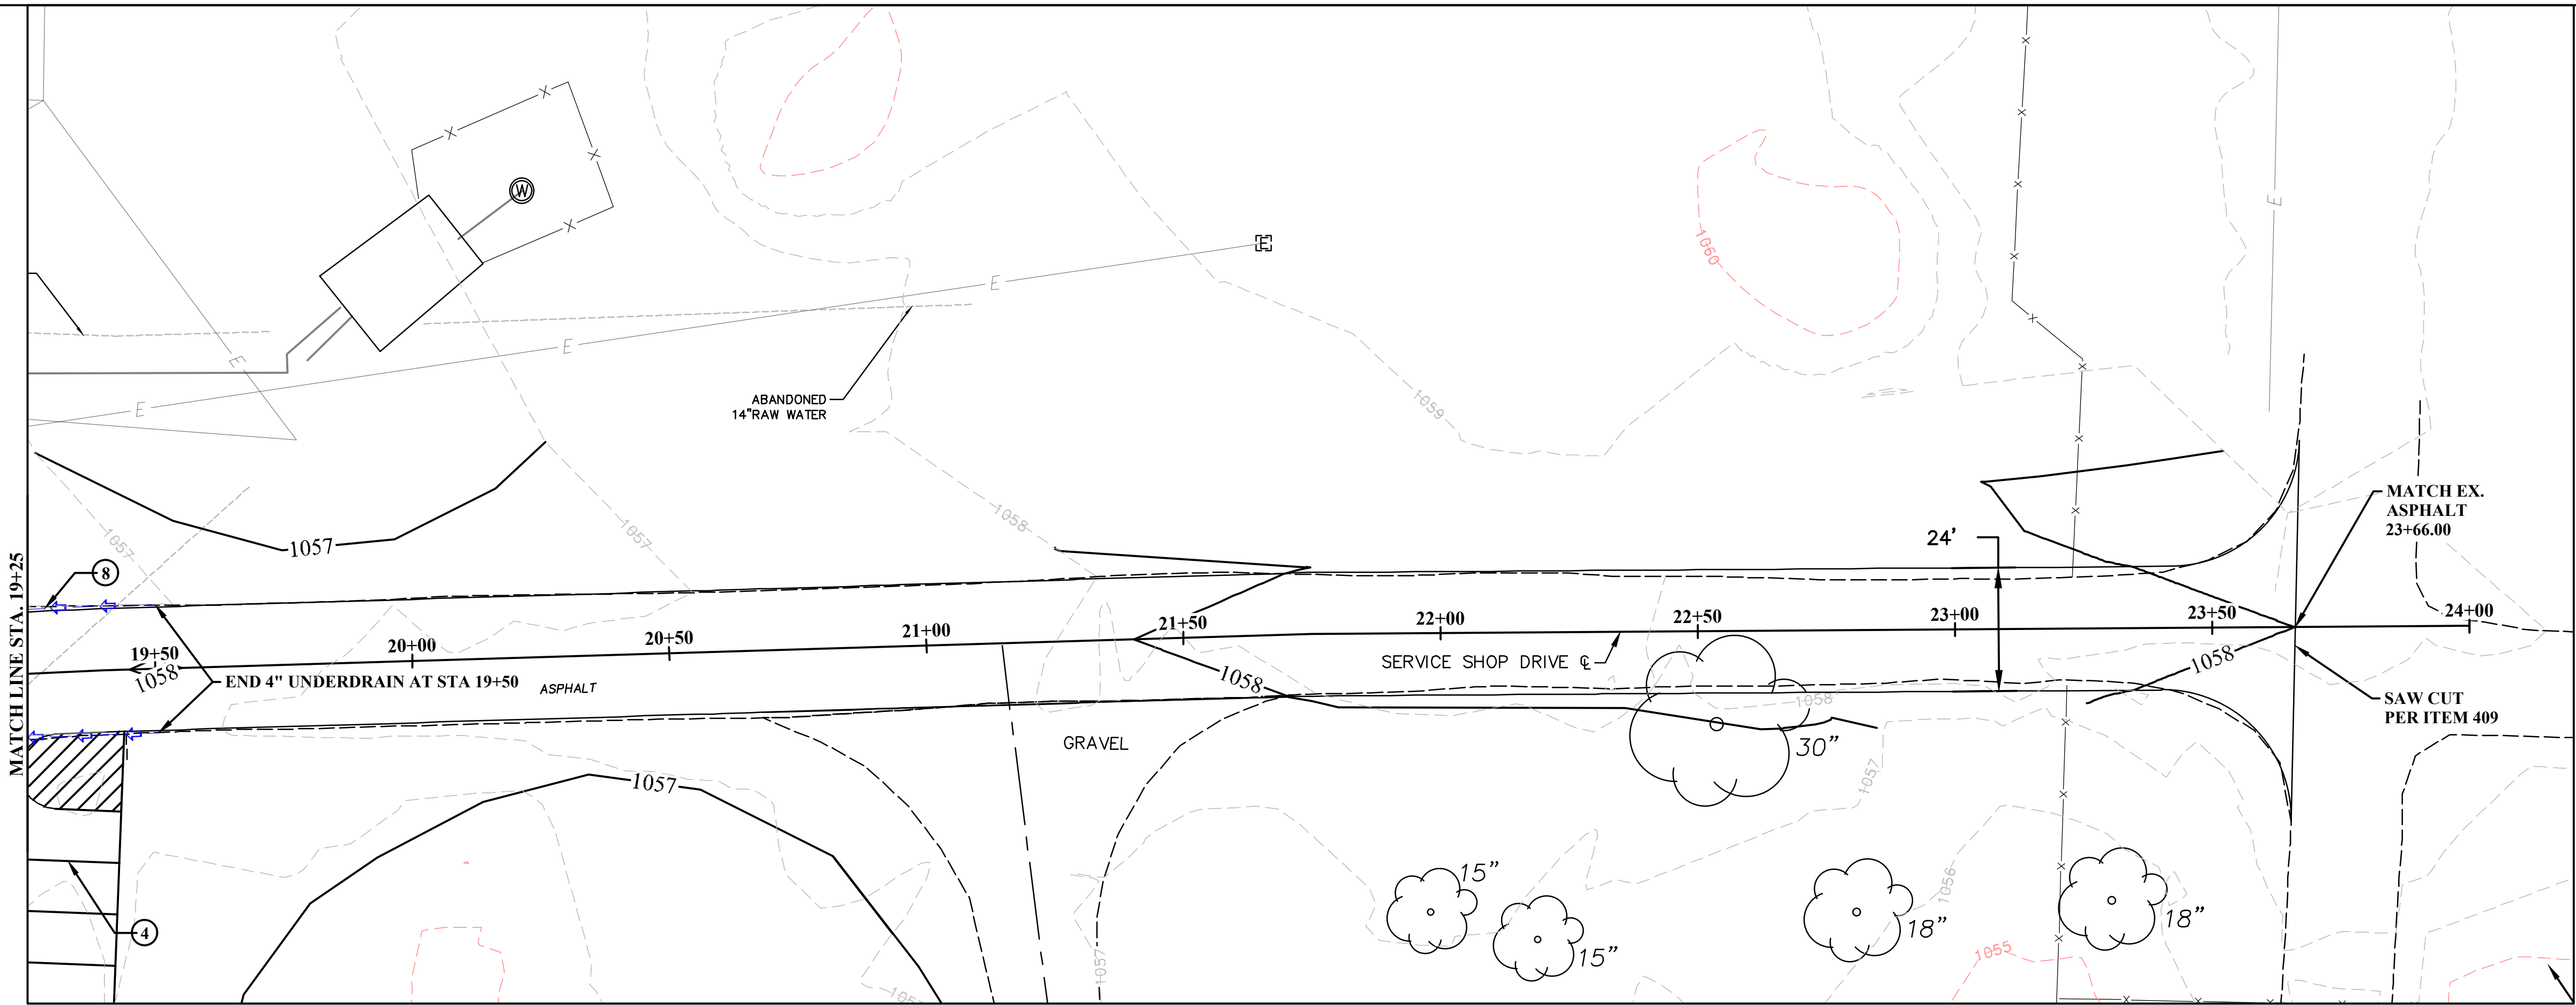 W
E
E
E
E
E
E
1060
ABANDONED
14"RAW WATER
1059
1058
1057
1057
1057
MATCH LINE STA. 19+25
8
24'
MATCH EX.
ASPHALT
23+66.00
19+50
20+00
20+50
21+00
21+50
22+00
22+50
23+00
23+50
24+00
1058
END 4" UNDERDRAIN AT STA 19+50
ASPHALT
SERVICE SHOP DRIVE ℄
1058
1058
1058
SAW CUT
PER ITEM 409
GRAVEL
30"
1057
1057
15"
15"
18"
18"
1056
1055
1057
4